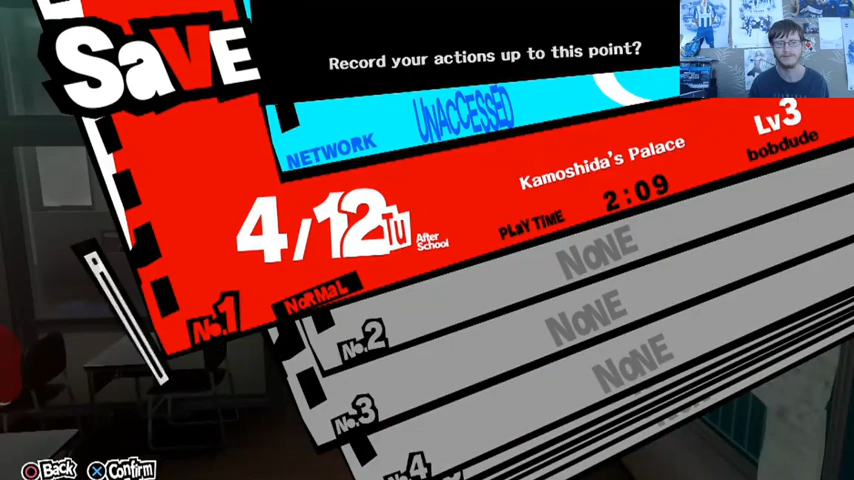 SaVE
Record your actions up to this point?
NETWORK UNACCESSED
4/12 Tu After School
Kamoshida's Palace
PLaY TIME 2:09
Lv3
bobdude
No.1 NoRMaL
No.2 NoNE
No.3 NoNE
No.4 NoNE
Back Confirm